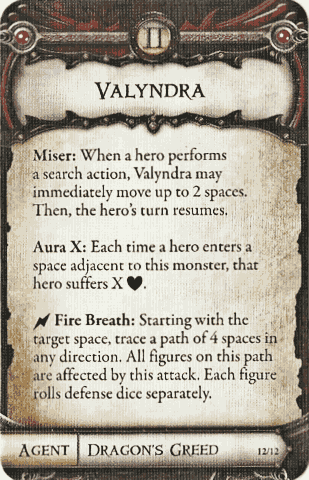 II
VALYNDRA
Miser: When a hero performs
a search action, Valyndra may
immediately move up to 2 spaces.
Then, the hero's turn resumes.
Aura X: Each time a hero enters a
space adjacent to this monster, that
hero suffers X ♥.
Fire Breath: Starting with the
target space, trace a path of 4 spaces in
any direction. All figures on this path
are affected by this attack. Each figure
rolls defense dice separately.
AGENT DRAGON'S GREED 12/12